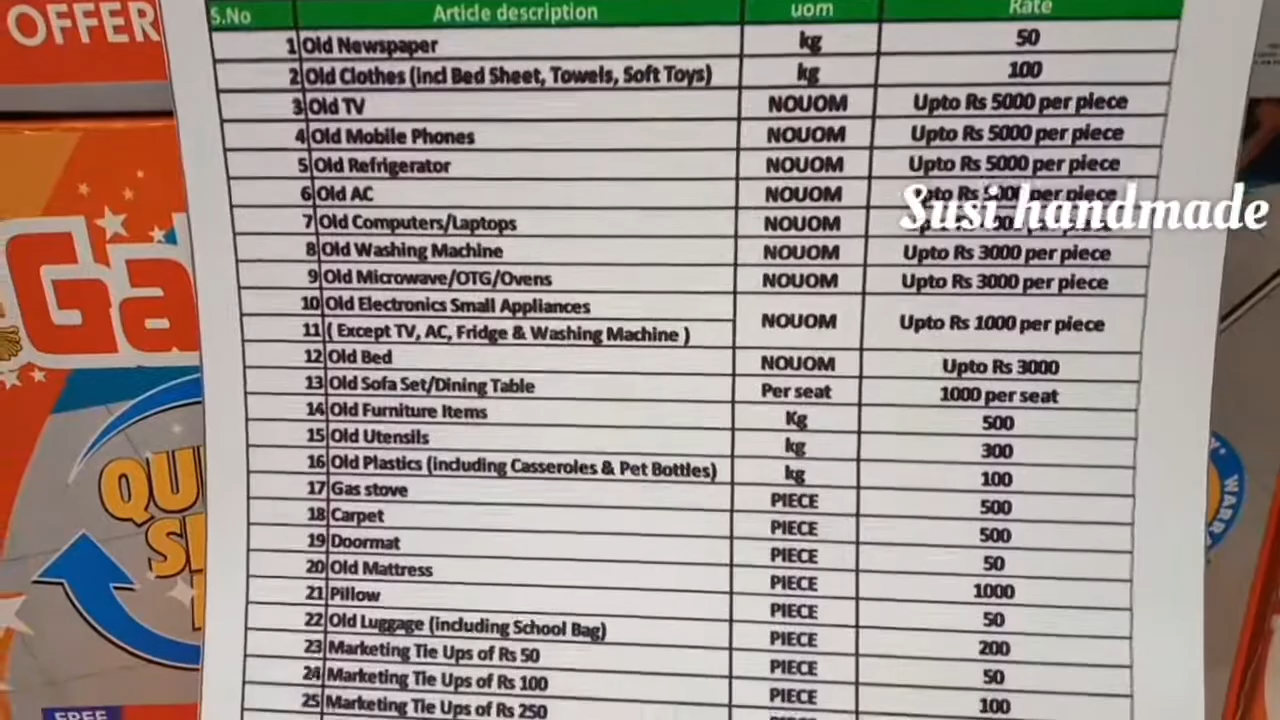 OFFER
S.No Article description uom Rate
1 Old Newspaper kg 50
2 Old Clothes (incl Bed Sheet, Towels, Soft Toys) kg 100
3 Old TV NOUOM Upto Rs 5000 per piece
4 Old Mobile Phones NOUOM Upto Rs 5000 per piece
5 Old Refrigerator NOUOM Upto Rs 5000 per piece
6 Old AC NOUOM Upto Rs 5000 per piece
Susi handmade
7 Old Computers/Laptops NOUOM
8 Old Washing Machine NOUOM Upto Rs 3000 per piece
9 Old Microwave/OTG/Ovens NOUOM Upto Rs 3000 per piece
10 Old Electronics Small Appliances
11 ( Except TV, AC, Fridge & Washing Machine ) NOUOM Upto Rs 1000 per piece
12 Old Bed NOUOM Upto Rs 3000
13 Old Sofa Set/Dining Table Per seat 1000 per seat
14 Old Furniture Items Kg 500
15 Old Utensils kg 300
16 Old Plastics (including Casseroles & Pet Bottles) kg 100
17 Gas stove PIECE 500
18 Carpet PIECE 500
19 Doormat PIECE 50
20 Old Mattress PIECE 1000
21 Pillow PIECE 50
22 Old Luggage (including School Bag) PIECE 200
23 Marketing Tie Ups of Rs 50 PIECE 50
24 Marketing Tie Ups of Rs 100 PIECE 100
25 Marketing Tie Ups of Rs 250
Ga
QU
FREE